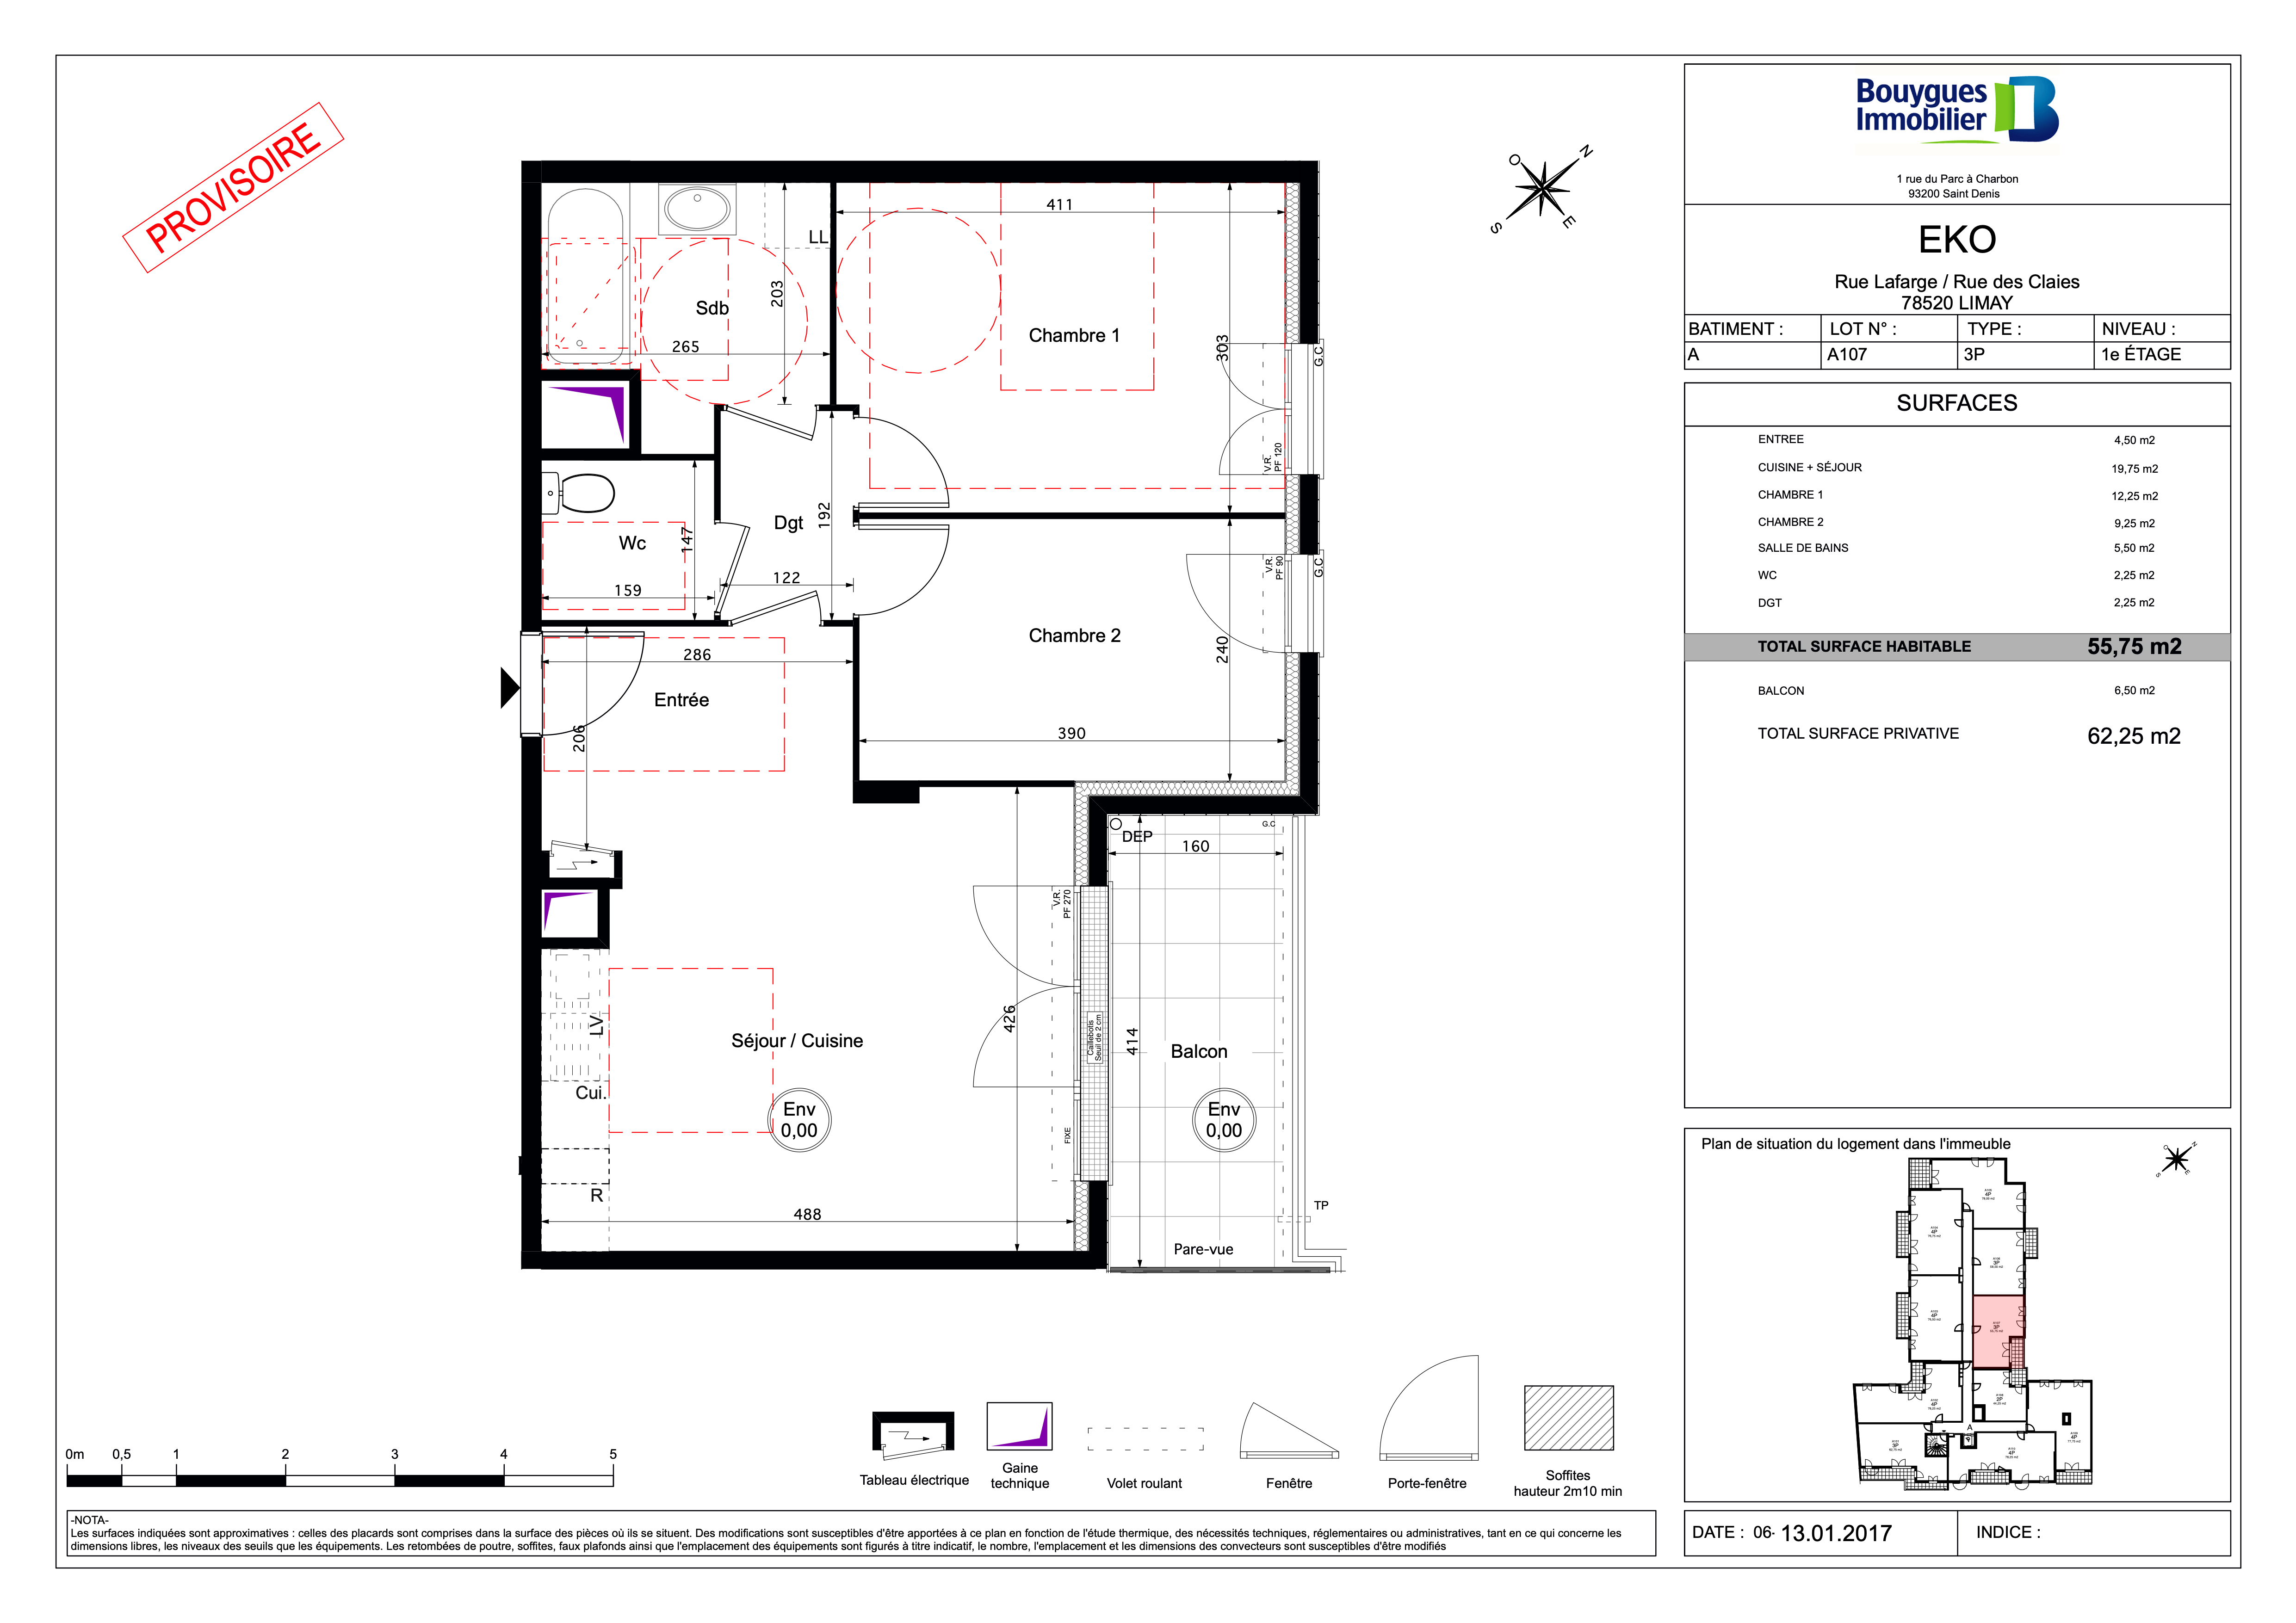 PROVISOIRE
O
N
S
E
411
LL
203
Sdb
265
Chambre 1
303
G.C
V.R.
PF 120
Wc
147
159
Dgt
192
122
V.R.
PF 90
G.C
Chambre 2
240
390
286
Entrée
206
DEP
G.C
160
V.R.
PF 270
LV
Séjour / Cuisine
426
Caillebotis
Seuil de 2 cm
414
Balcon
Cui.
Env
0,00
Env
0,00
FIXE
R
488
TP
Pare-vue
Bouygues
Immobilier
1 rue du Parc à Charbon
93200 Saint Denis
EKO
Rue Lafarge / Rue des Claies
78520 LIMAY
BATIMENT : LOT N° : TYPE : NIVEAU :
A A107 3P 1e ÉTAGE
SURFACES
ENTREE 4,50 m2
CUISINE + SÉJOUR 19,75 m2
CHAMBRE 1 12,25 m2
CHAMBRE 2 9,25 m2
SALLE DE BAINS 5,50 m2
WC 2,25 m2
DGT 2,25 m2
TOTAL SURFACE HABITABLE 55,75 m2
BALCON 6,50 m2
TOTAL SURFACE PRIVATIVE 62,25 m2
Plan de situation du logement dans l'immeuble
O
N
S
E
4P
4P
3P
4P
3P
4P
2P
A
3P
4P
4P
0m 0,5 1 2 3 4 5
Tableau électrique
Gaine
technique
Volet roulant
Fenêtre
Porte-fenêtre
Soffites
hauteur 2m10 min
-NOTA-
Les surfaces indiquées sont approximatives : celles des placards sont comprises dans la surface des pièces où ils se situent. Des modifications sont susceptibles d'être apportées à ce plan en fonction de l'étude thermique, des nécessités techniques, réglementaires ou administratives, tant en ce qui concerne les
dimensions libres, les niveaux des seuils que les équipements. Les retombées de poutre, soffites, faux plafonds ainsi que l'emplacement des équipements sont figurés à titre indicatif, le nombre, l'emplacement et les dimensions des convecteurs sont susceptibles d'être modifiés
DATE : 06- 13.01.2017 INDICE :